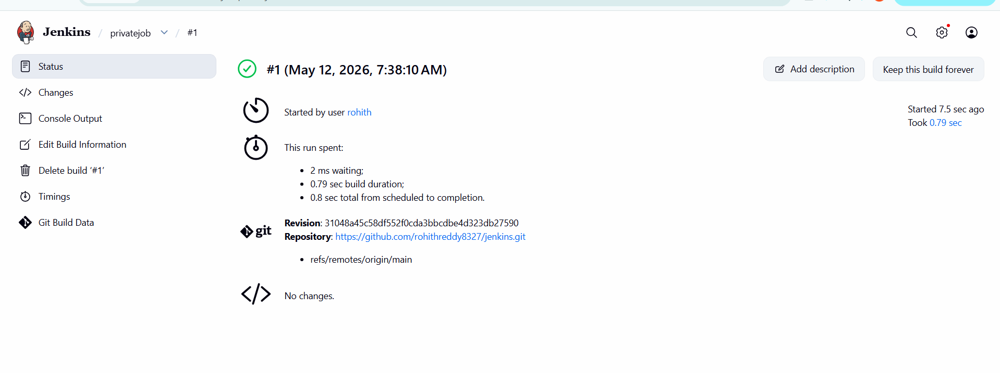 Jenkins / privatejob / #1
Status
Changes
Console Output
Edit Build Information
Delete build ‘#1’
Timings
Git Build Data
#1 (May 12, 2026, 7:38:10 AM)
Add description
Keep this build forever
Started by user rohith
Started 7.5 sec ago
Took 0.79 sec
This run spent:
2 ms waiting;
0.79 sec build duration;
0.8 sec total from scheduled to completion.
git
Revision: 31048a45c58df552f0cda3bbcdbe4d323db27590
Repository: https://github.com/rohithreddy8327/jenkins.git
refs/remotes/origin/main
No changes.